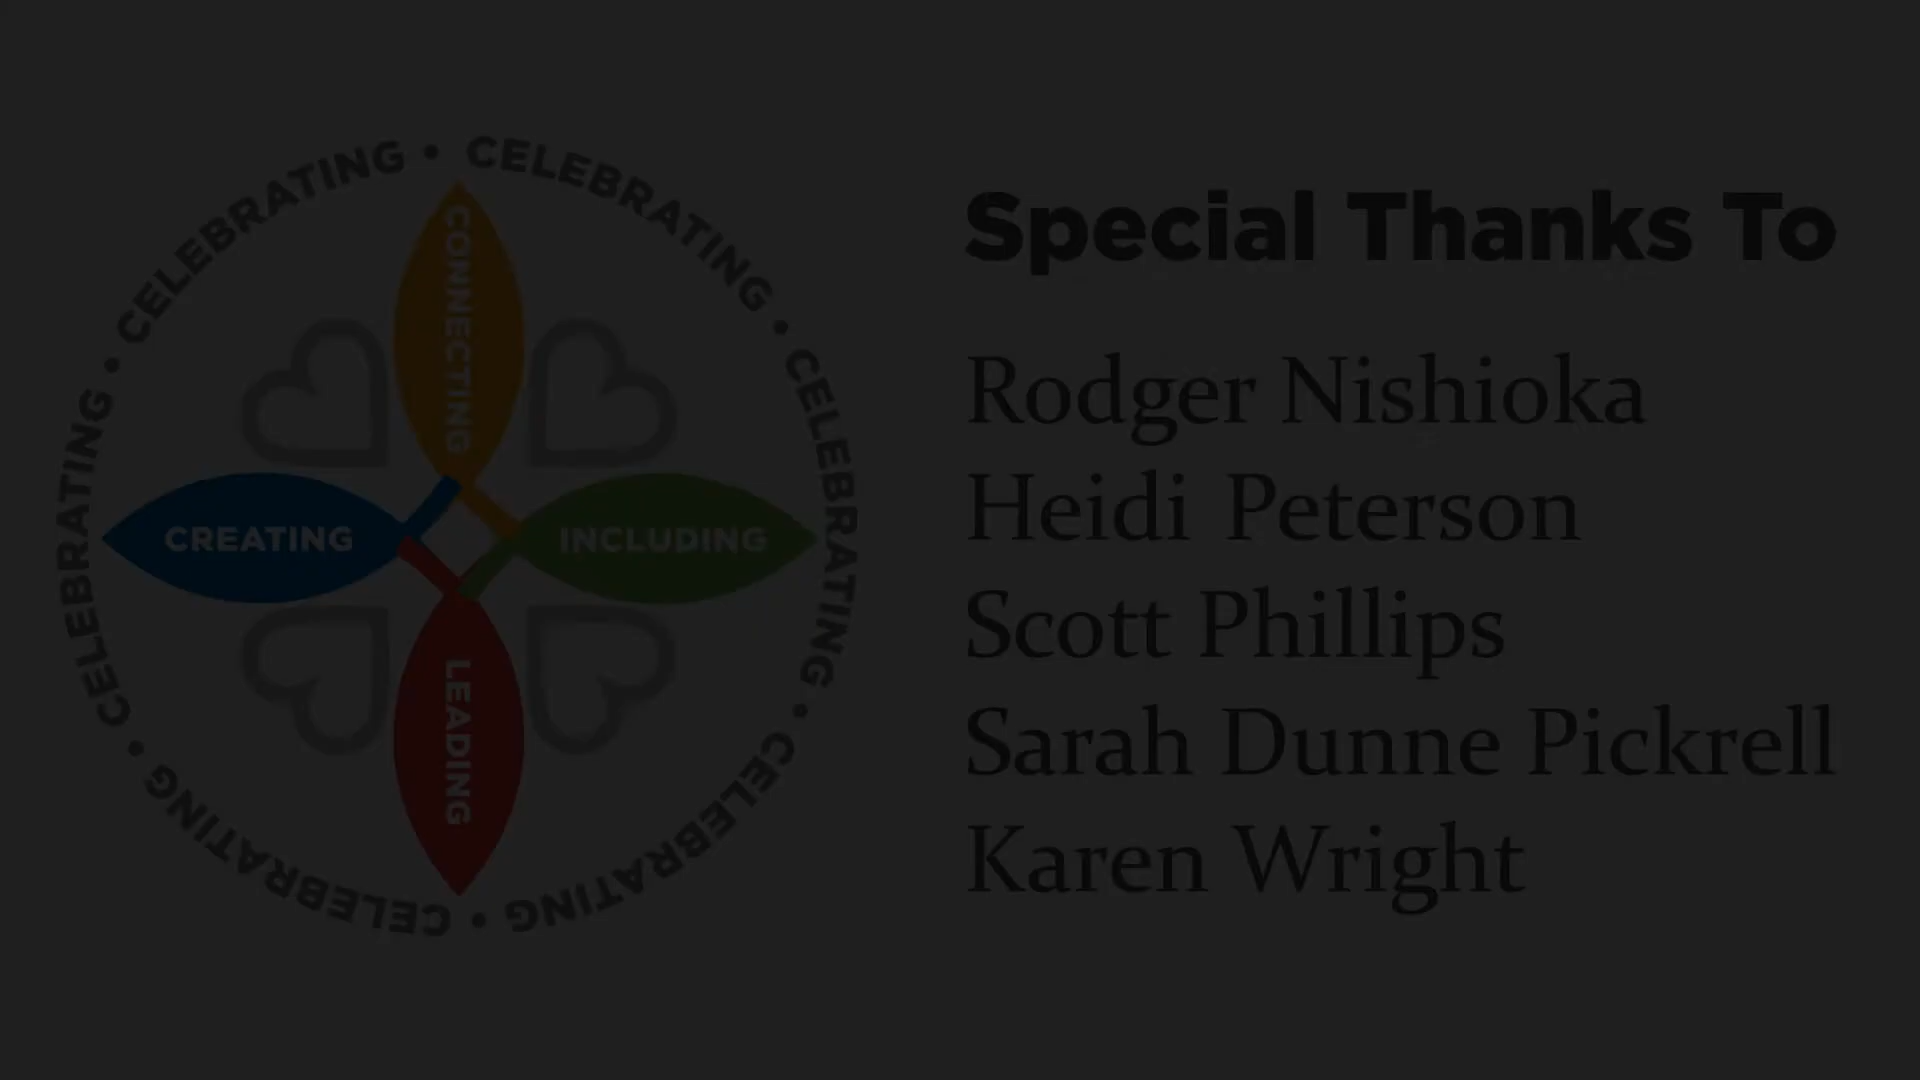 CELEBRATING • CELEBRATING • CELEBRATING • CELEBRATING • CELEBRATING • CELEBRATING • CELEBRATING •
CONNECTING
CREATING
INCLUDING
LEADING
Special Thanks To
Rodger Nishioka
Heidi Peterson
Scott Phillips
Sarah Dunne Pickrell
Karen Wright